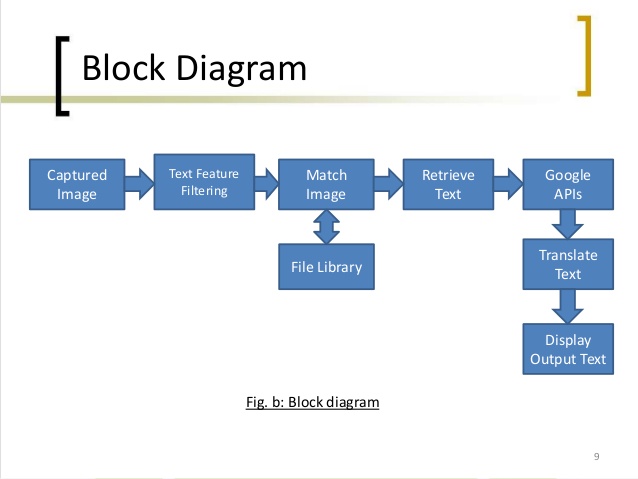 Block Diagram
Captured
Image
Text Feature
Filtering
Match
Image
Retrieve
Text
Google
APIs
File Library
Translate
Text
Display
Output Text
Fig. b: Block diagram
9